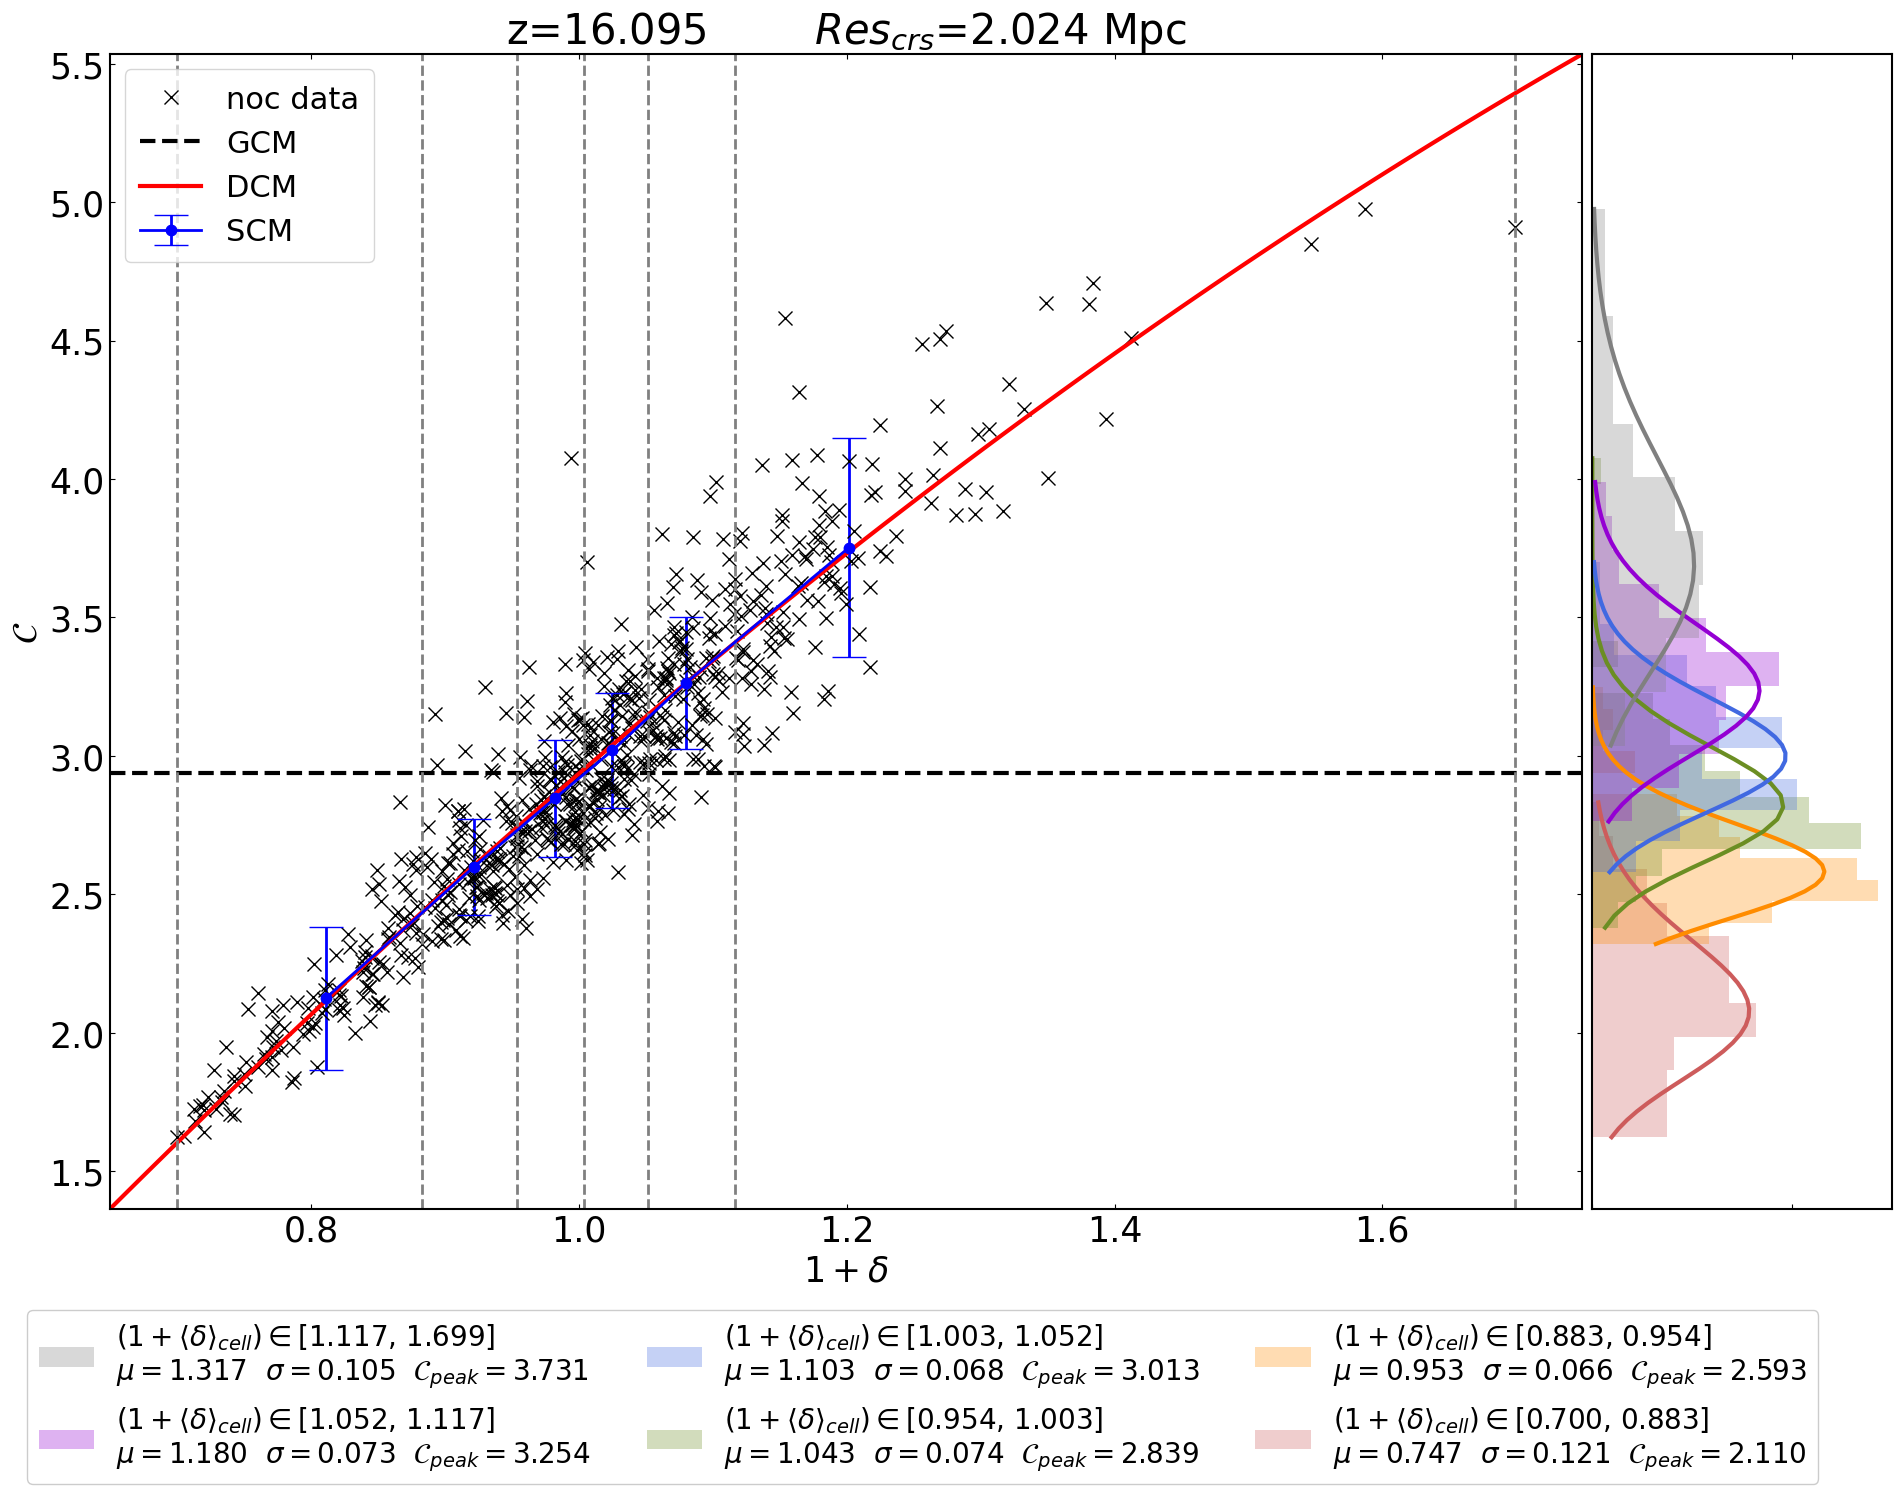 z=16.095 Res_crs=2.024 Mpc
5.5
5.0
4.5
4.0
3.5
3.0
2.5
2.0
1.5
𝒞
noc data
GCM
DCM
SCM
0.8 1.0 1.2 1.4 1.6
1 + δ
(1 + ⟨δ⟩_cell) ∈ [1.117, 1.699]
μ = 1.317 σ = 0.105 𝒞_peak = 3.731
(1 + ⟨δ⟩_cell) ∈ [1.052, 1.117]
μ = 1.180 σ = 0.073 𝒞_peak = 3.254
(1 + ⟨δ⟩_cell) ∈ [1.003, 1.052]
μ = 1.103 σ = 0.068 𝒞_peak = 3.013
(1 + ⟨δ⟩_cell) ∈ [0.954, 1.003]
μ = 1.043 σ = 0.074 𝒞_peak = 2.839
(1 + ⟨δ⟩_cell) ∈ [0.883, 0.954]
μ = 0.953 σ = 0.066 𝒞_peak = 2.593
(1 + ⟨δ⟩_cell) ∈ [0.700, 0.883]
μ = 0.747 σ = 0.121 𝒞_peak = 2.110